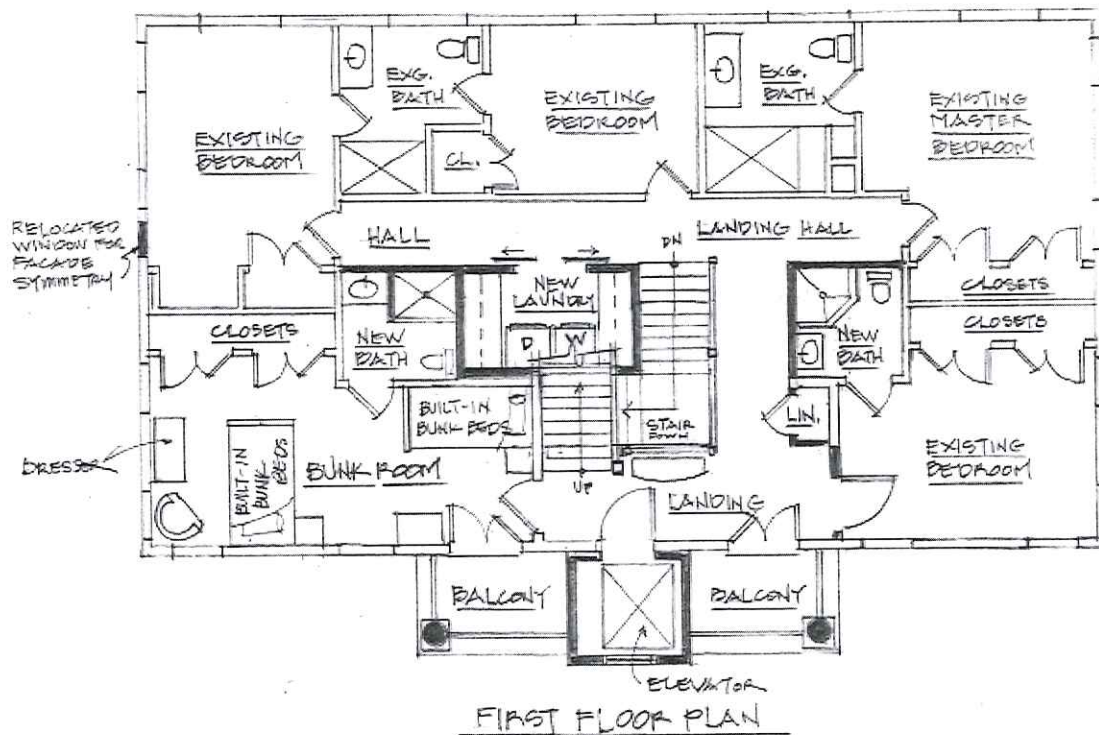 EXG.
BATH
EXISTING
BEDROOM
EXG.
BATH
EXISTING
MASTER
BEDROOM
EXISTING
BEDROOM
CL.
RELOCATED
WINDOW FOR
FACADE
SYMMETRY
HALL
LANDING HALL
DN
NEW
LAUNDRY
CLOSETS
CLOSETS
CLOSETS
NEW
BATH
D
W
NEW
BATH
BUILT-IN
BUNK BEDS
STAIR
DOWN
LIN.
EXISTING
BEDROOM
DRESSER
BUILT-IN
BUNK
BEDS
BUNK ROOM
UP
LANDING
BALCONY
BALCONY
ELEVATOR
FIRST FLOOR PLAN